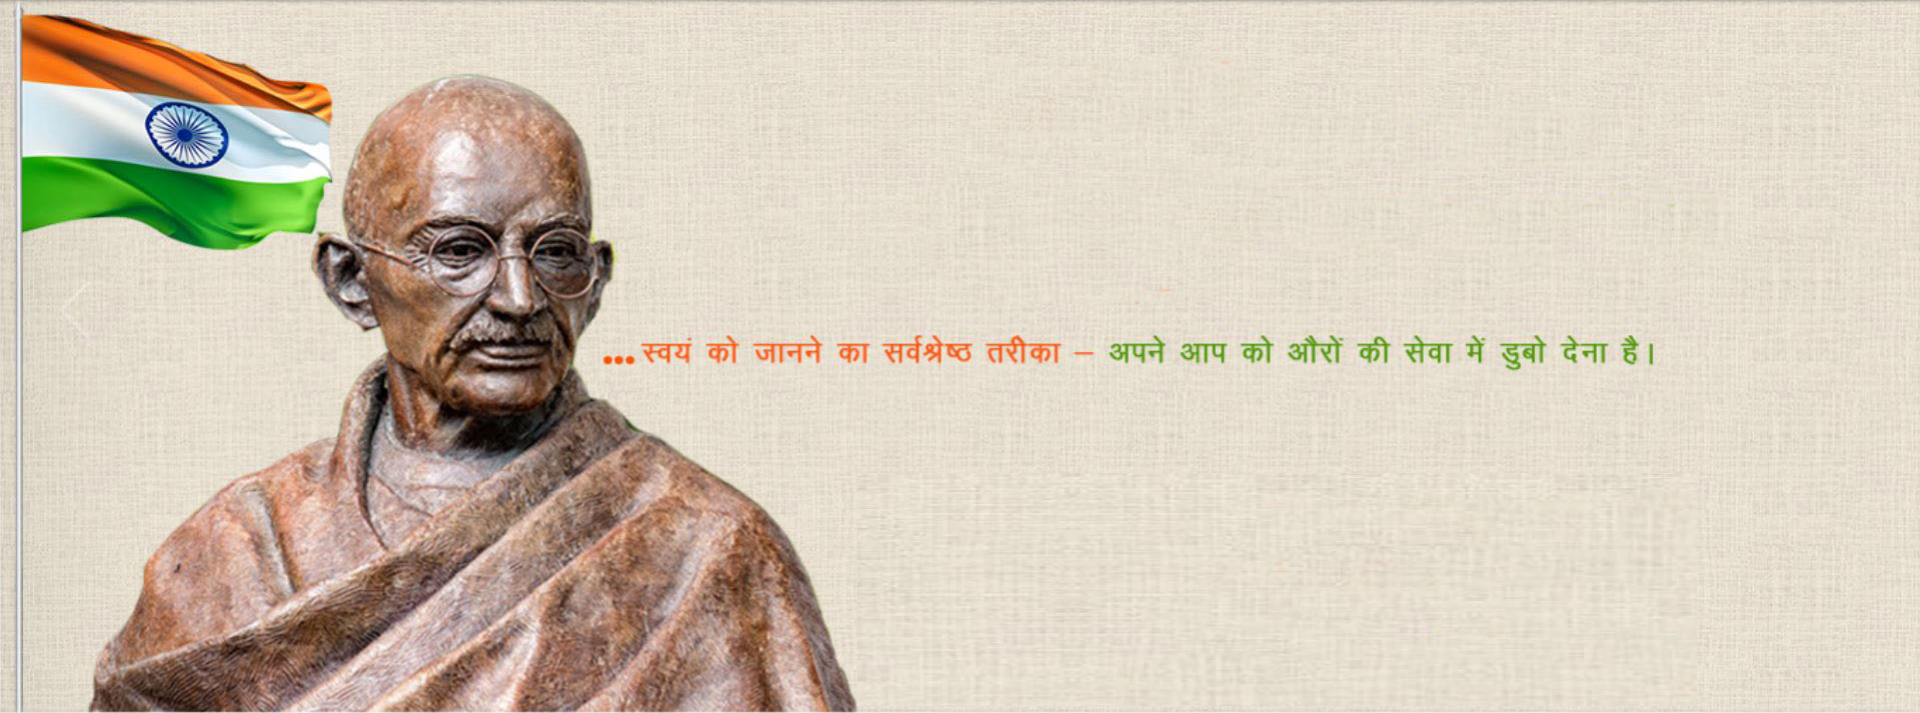 ...स्वयं को जानने का सर्वश्रेष्ठ तरीका – अपने आप को औरों की सेवा में डुबो देना है।